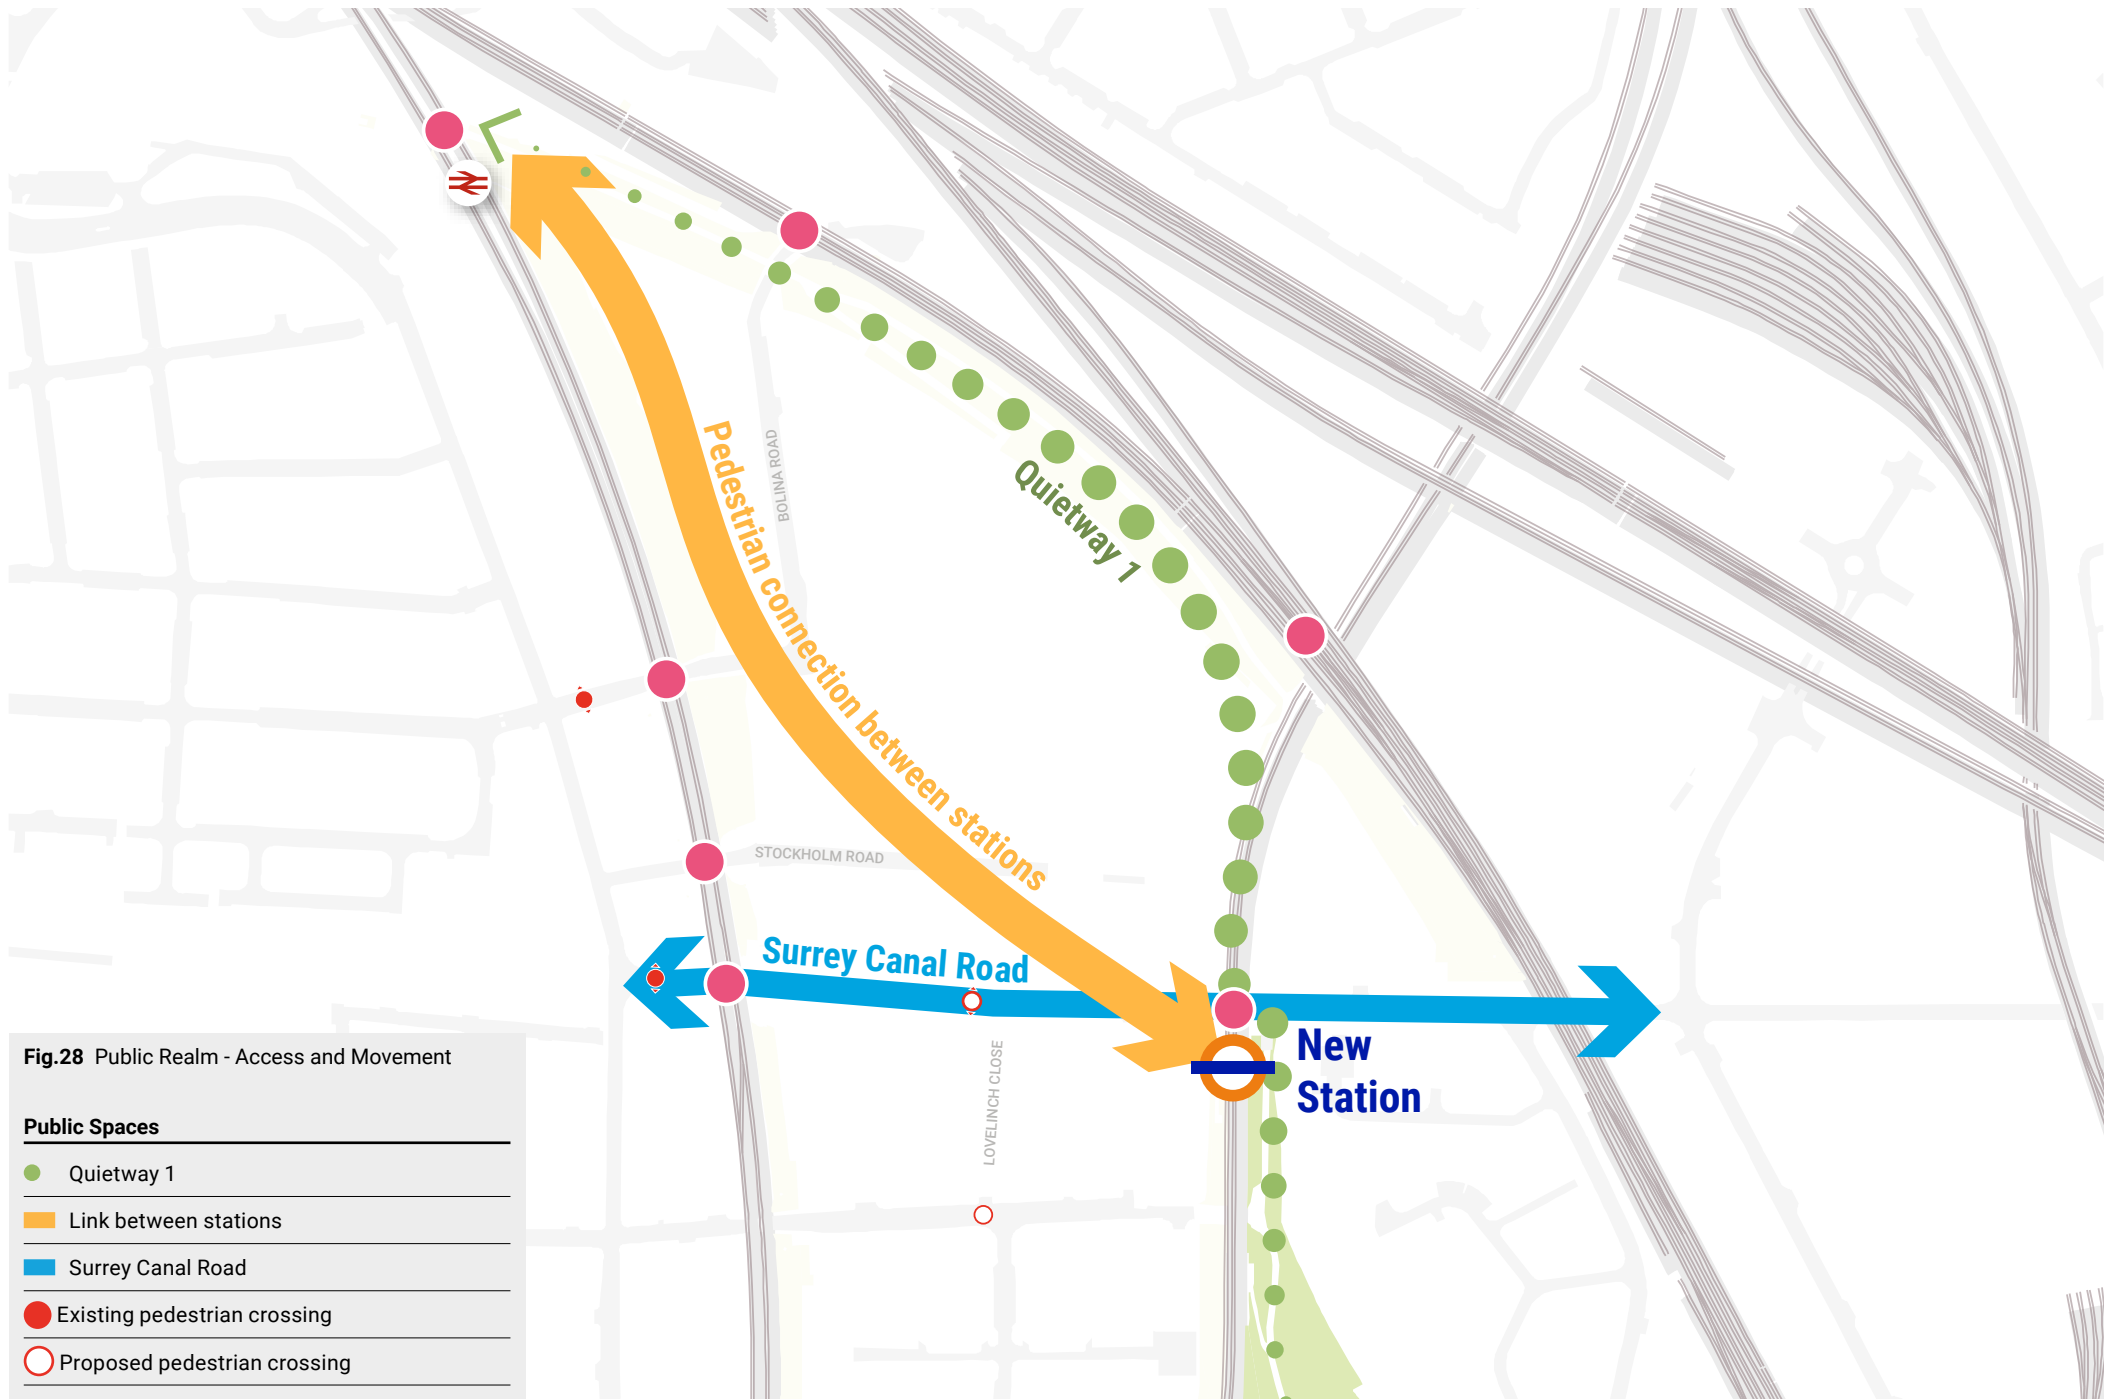 Quietway 1
BOLINA ROAD
Pedestrian connection between stations
STOCKHOLM ROAD
Surrey Canal Road
LOVELINCH CLOSE
New
Station
Fig.28 Public Realm - Access and Movement
Public Spaces
Quietway 1
Link between stations
Surrey Canal Road
Existing pedestrian crossing
Proposed pedestrian crossing